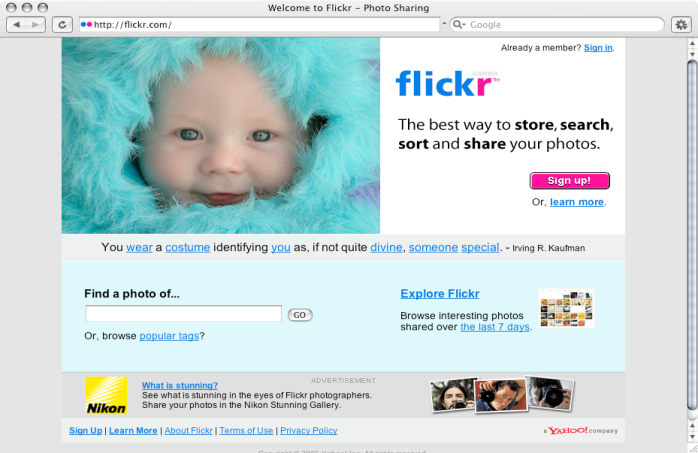 Welcome to Flickr – Photo Sharing
http://flickr.com/
Google
Already a member? Sign in.
flickr™
The best way to store, search,
sort and share your photos.
Sign up!
Or, learn more.
You wear a costume identifying you as, if not quite divine, someone special. - Irving R. Kaufman
Find a photo of...
GO
Or, browse popular tags?
Explore Flickr
Browse interesting photos
shared over the last 7 days.
ADVERTISEMENT
Nikon
What is stunning?
See what is stunning in the eyes of Flickr photographers.
Share your photos in the Nikon Stunning Gallery.
Sign Up | Learn More | About Flickr | Terms of Use | Privacy Policy
a YAHOO! company